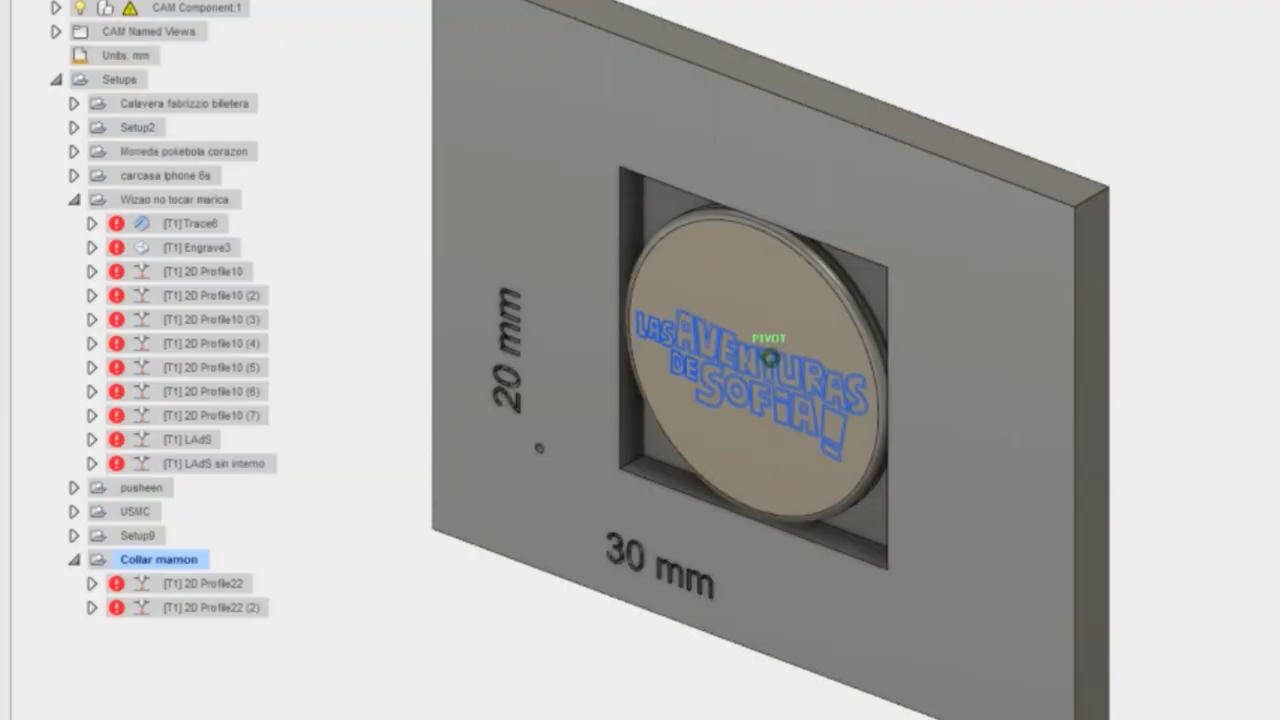 CAM Component:1
CAM Named Views
Units: mm
Setups
Calavera fabrizzio billetera
Setup2
Moneda pokebola corazon
carcasa Iphone 6s
Wizao no tocar marica
[T1] Trace6
[T1] Engrave3
[T1] 2D Profile10
[T1] 2D Profile10 (2)
[T1] 2D Profile10 (3)
[T1] 2D Profile10 (4)
[T1] 2D Profile10 (5)
[T1] 2D Profile10 (6)
[T1] 2D Profile10 (7)
[T1] LAdS
[T1] LAdS sin interno
pusheen
USMC
Setup9
Collar mamon
[T1] 2D Profile22
[T1] 2D Profile22 (2)
20 mm
30 mm
PIVOT
LAS AVENTURAS
DE SOFIA!